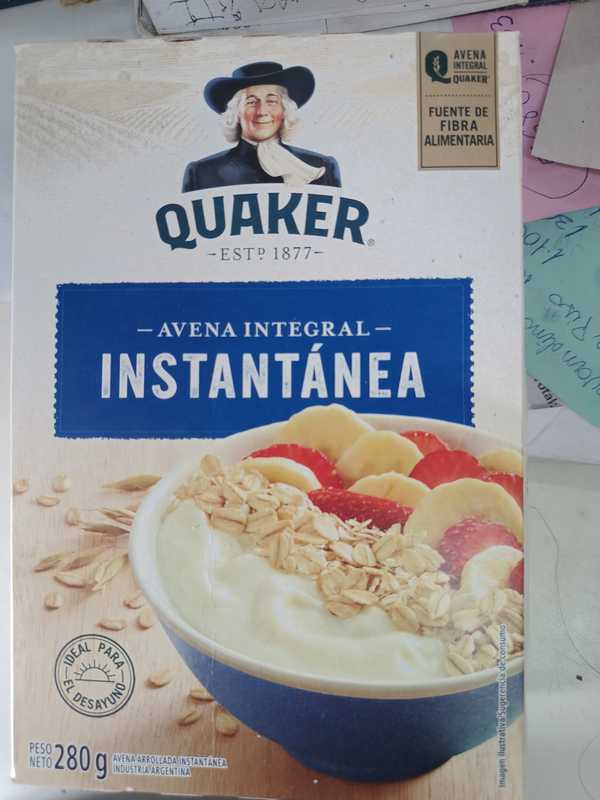 AVENA
INTEGRAL
QUAKER
FUENTE DE
FIBRA
ALIMENTARIA
QUAKER®
-ESTD 1877-
- AVENA INTEGRAL -
INSTANTÁNEA
IDEAL PARA
EL DESAYUNO
PESO
NETO 280g
AVENA ARROLLADA INSTANTÁNEA
INDUSTRIA ARGENTINA
Imagen ilustrativa/Sugerencia de consumo